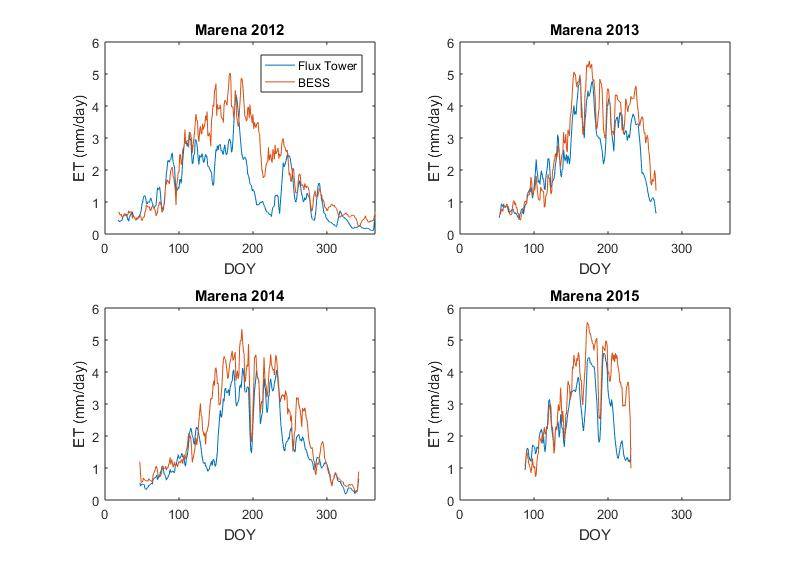 Marena 2012
6
5
4
3
2
1
0
ET (mm/day)
0 100 200 300
DOY
Flux Tower
BESS
Marena 2013
6
5
4
3
2
1
0
ET (mm/day)
0 100 200 300
DOY
Marena 2014
6
5
4
3
2
1
0
ET (mm/day)
0 100 200 300
DOY
Marena 2015
6
5
4
3
2
1
0
ET (mm/day)
0 100 200 300
DOY